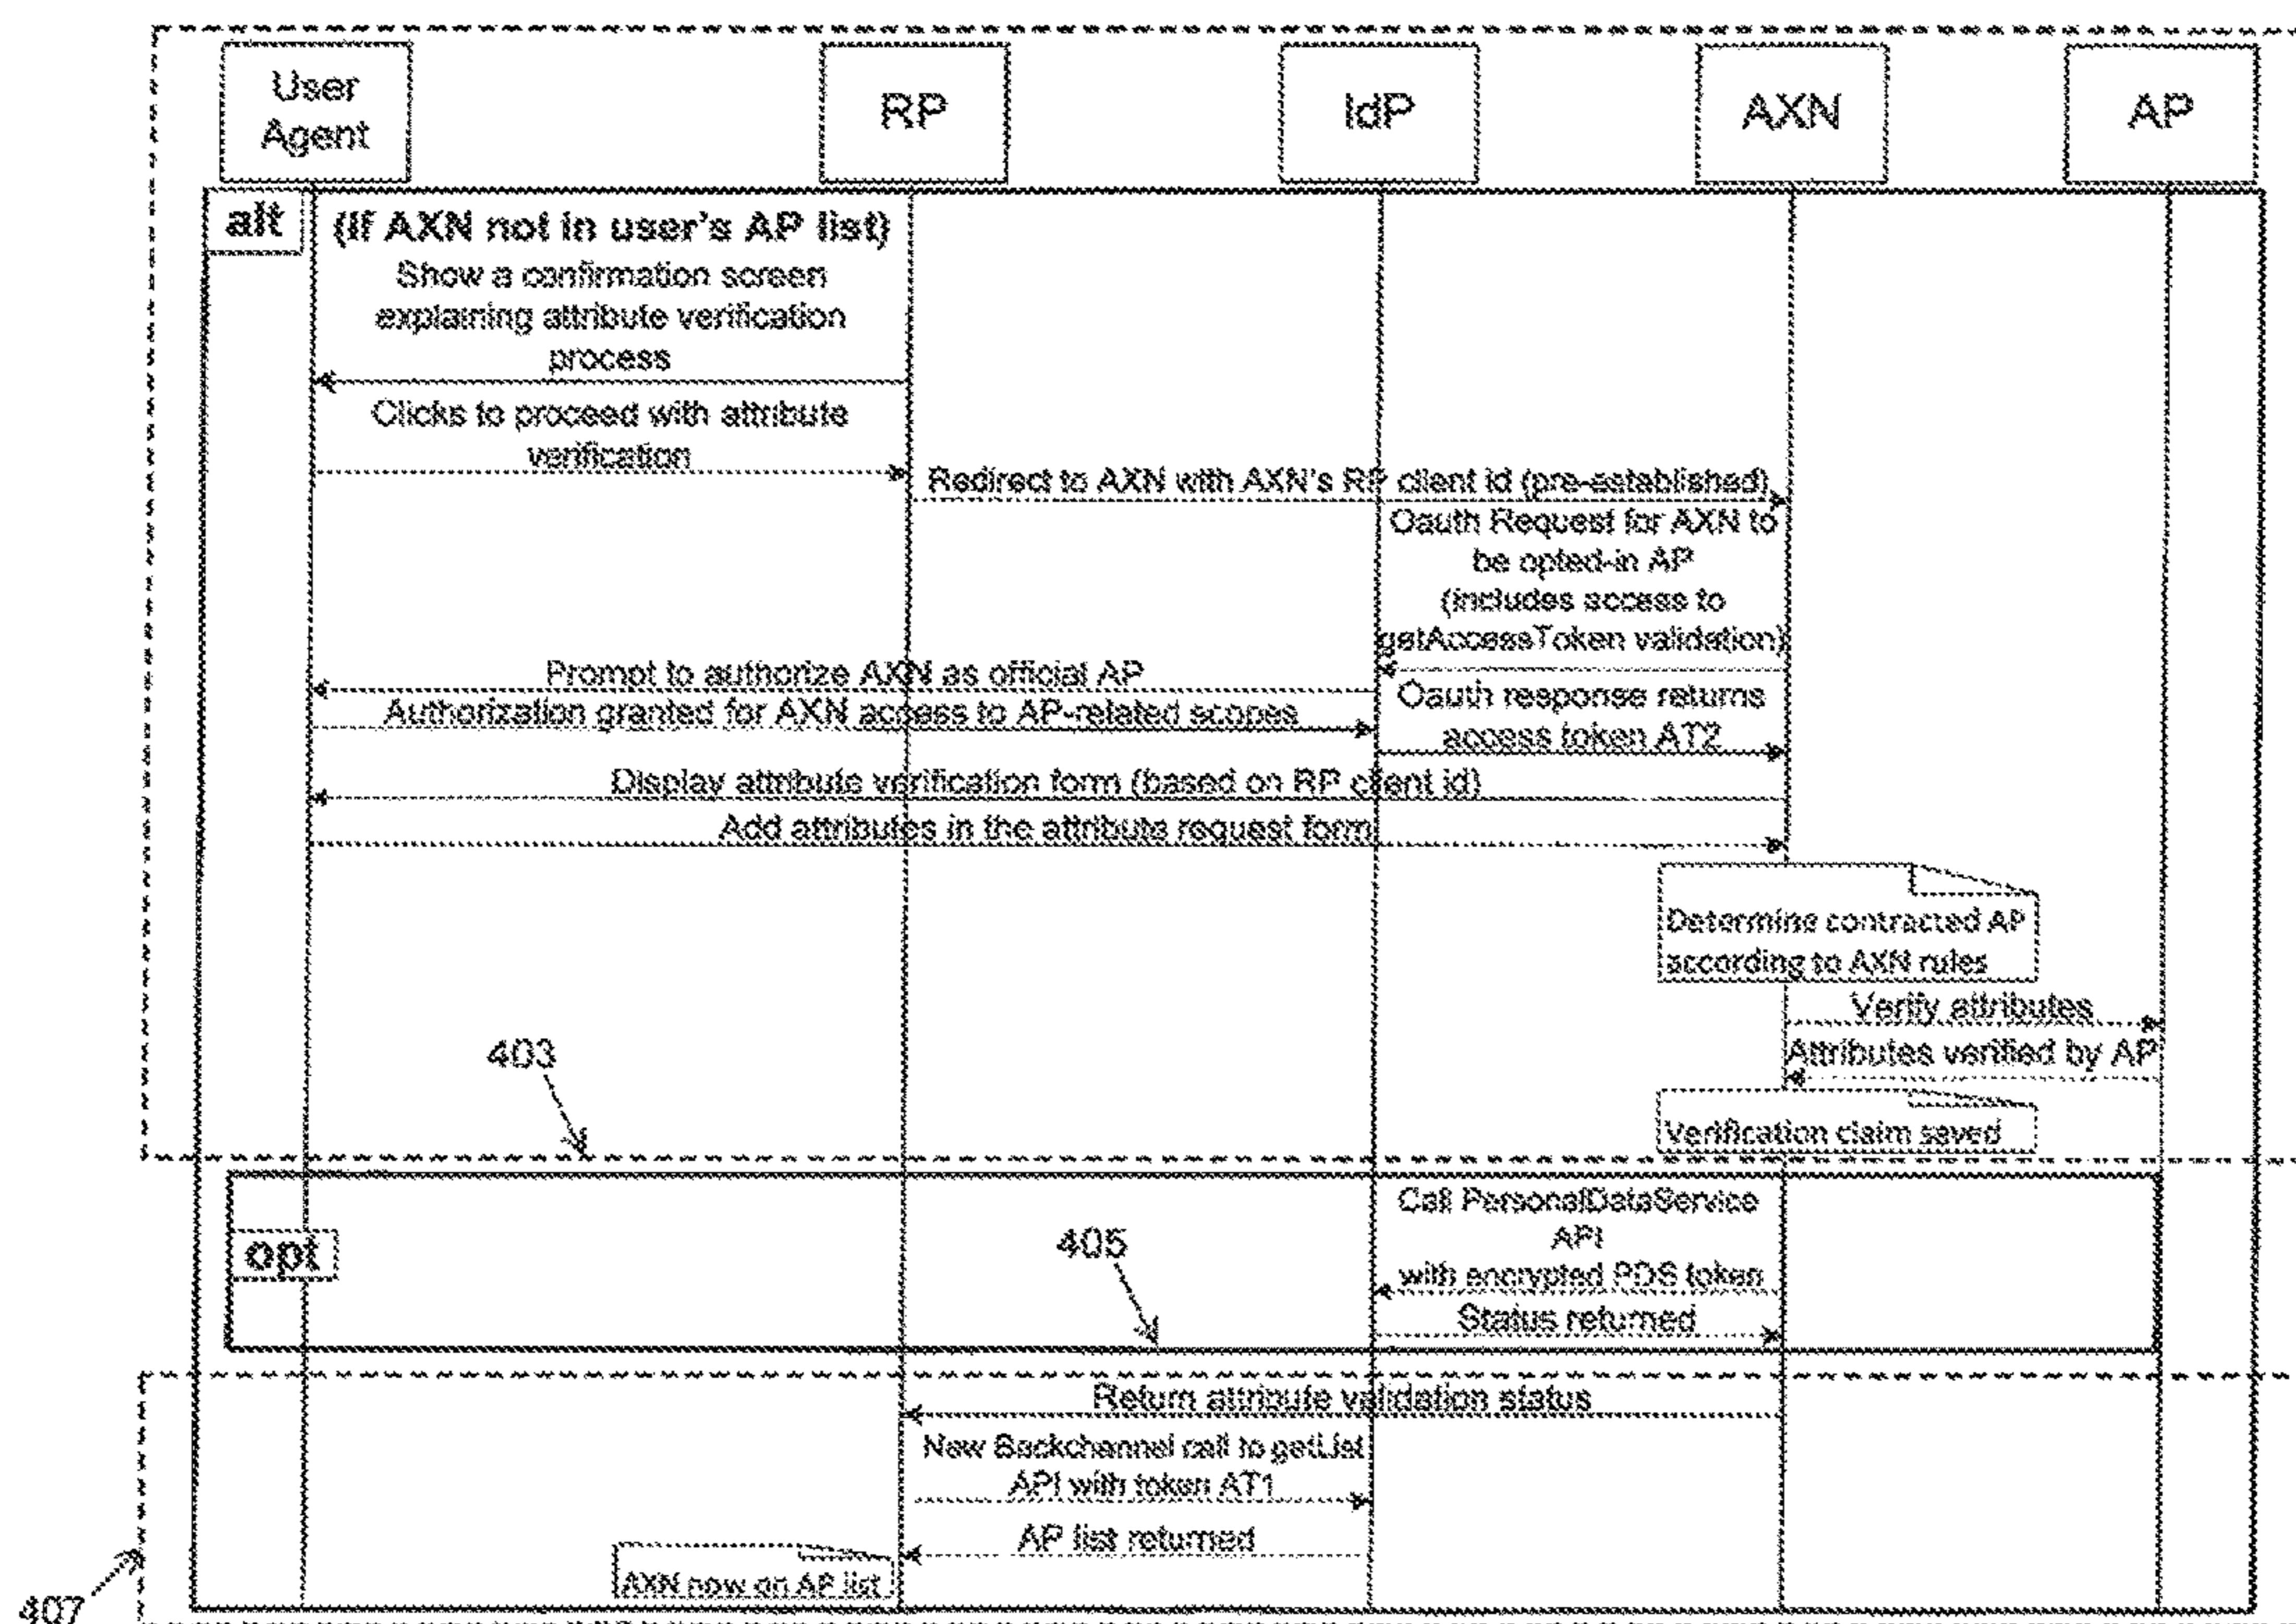 User
Agent
RP
IdP
AXN
AP
alt
(If AXN not in user's AP list)
Show a confirmation screen
explaining attribute verification
process
Clicks to proceed with attribute
verification
Redirect to AXN with AXN's RP client id (pre-established)
Oauth Request for AXN to
be opted-in AP
(includes access to
getAccessToken validation)
Prompt to authorize AXN as official AP
Authorization granted for AXN access to AP-related scopes
Oauth response returns
access token AT2
Display attribute verification form (based on RP client id)
Add attributes in the attribute request form
Determine contracted AP
according to AXN rules
Verify attributes
Attributes verified by AP
403
Verification claim saved
opt
Call PersonalDataService
API
with encrypted PDS token
405
Status returned
Return attribute validation status
New Backchannel call to getList
API with token AT1
AP list returned
AXN now on AP list
407